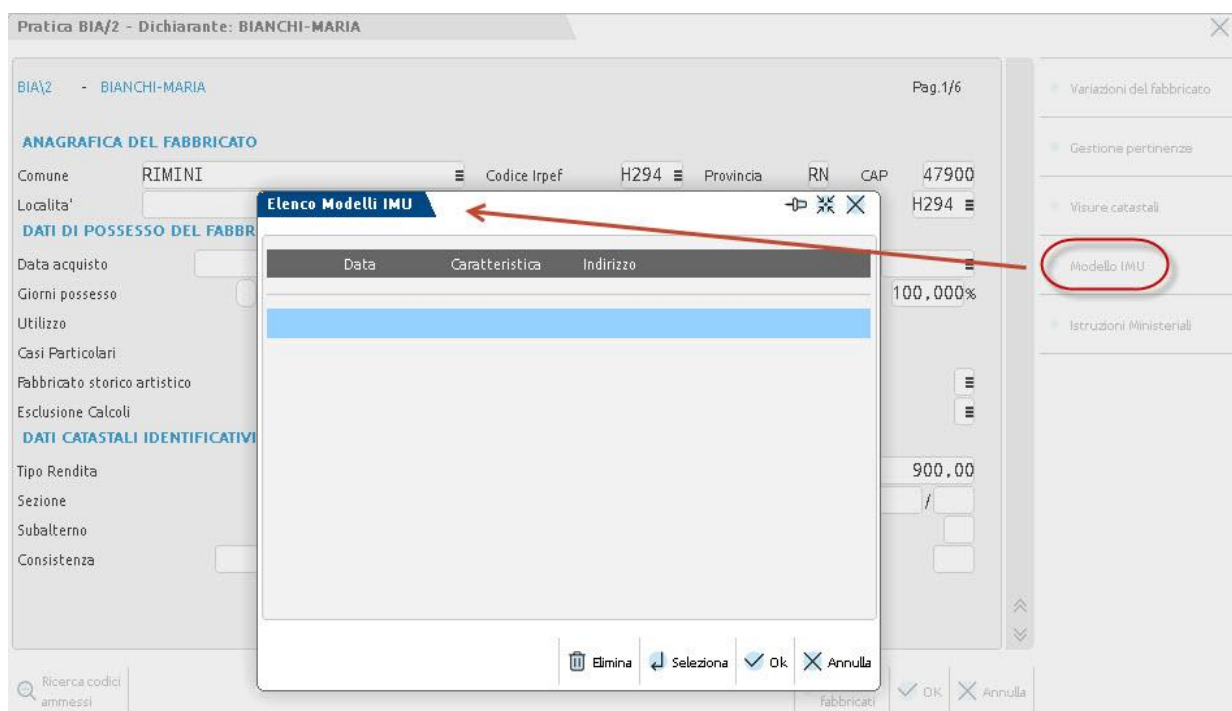 Pratica BIA/2 - Dichiarante: BIANCHI-MARIA
BIA\2 - BIANCHI-MARIA Pag.1/6
ANAGRAFICA DEL FABBRICATO
Comune RIMINI Codice Irpef H294 Provincia RN CAP 47900
Localita' H294
DATI DI POSSESSO DEL FABBR
Data acquisto
Giorni possesso 100,000%
Utilizzo
Casi Particolari
Fabbricato storico artistico
Esclusione Calcoli
DATI CATASTALI IDENTIFICATIVI
Tipo Rendita 900,00
Sezione /
Subalterno
Consistenza
Elenco Modelli IMU
Data Caratteristica Indirizzo
Elimina Seleziona Ok Annulla
Variazioni del fabbricato
Gestione pertinenze
Visure catastali
Modello IMU
Istruzioni Ministeriali
Ricerca codici
ammessi
fabbricati
OK Annulla